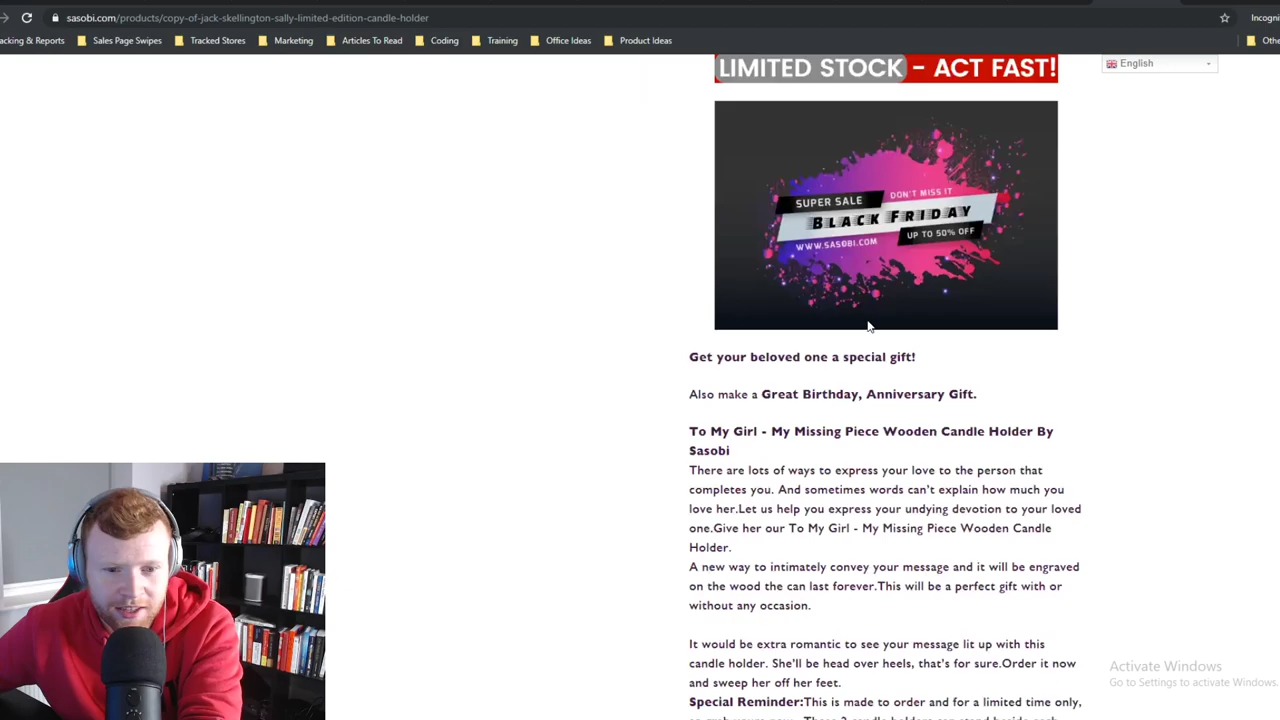 sasobi.com/products/copy-of-jack-skellington-sally-limited-edition-candle-holder
Incogni
acking & Reports
Sales Page Swipes
Tracked Stores
Marketing
Articles To Read
Coding
Training
Office Ideas
Product Ideas
Othe
LIMITED STOCK - ACT FAST!
English
SUPER SALE
DON'T MISS IT
BLACK FRIDAY
WWW.SASOBI.COM
UP TO 50% OFF
Get your beloved one a special gift!
Also make a Great Birthday, Anniversary Gift.
To My Girl - My Missing Piece Wooden Candle Holder By
Sasobi
There are lots of ways to express your love to the person that
completes you. And sometimes words can't explain how much you
love her.Let us help you express your undying devotion to your loved
one.Give her our To My Girl - My Missing Piece Wooden Candle
Holder.
A new way to intimately convey your message and it will be engraved
on the wood the can last forever.This will be a perfect gift with or
without any occasion.
It would be extra romantic to see your message lit up with this
candle holder. She'll be head over heels, that's for sure.Order it now
and sweep her off her feet.
Special Reminder:This is made to order and for a limited time only,
Activate Windows
Go to Settings to activate Windows.